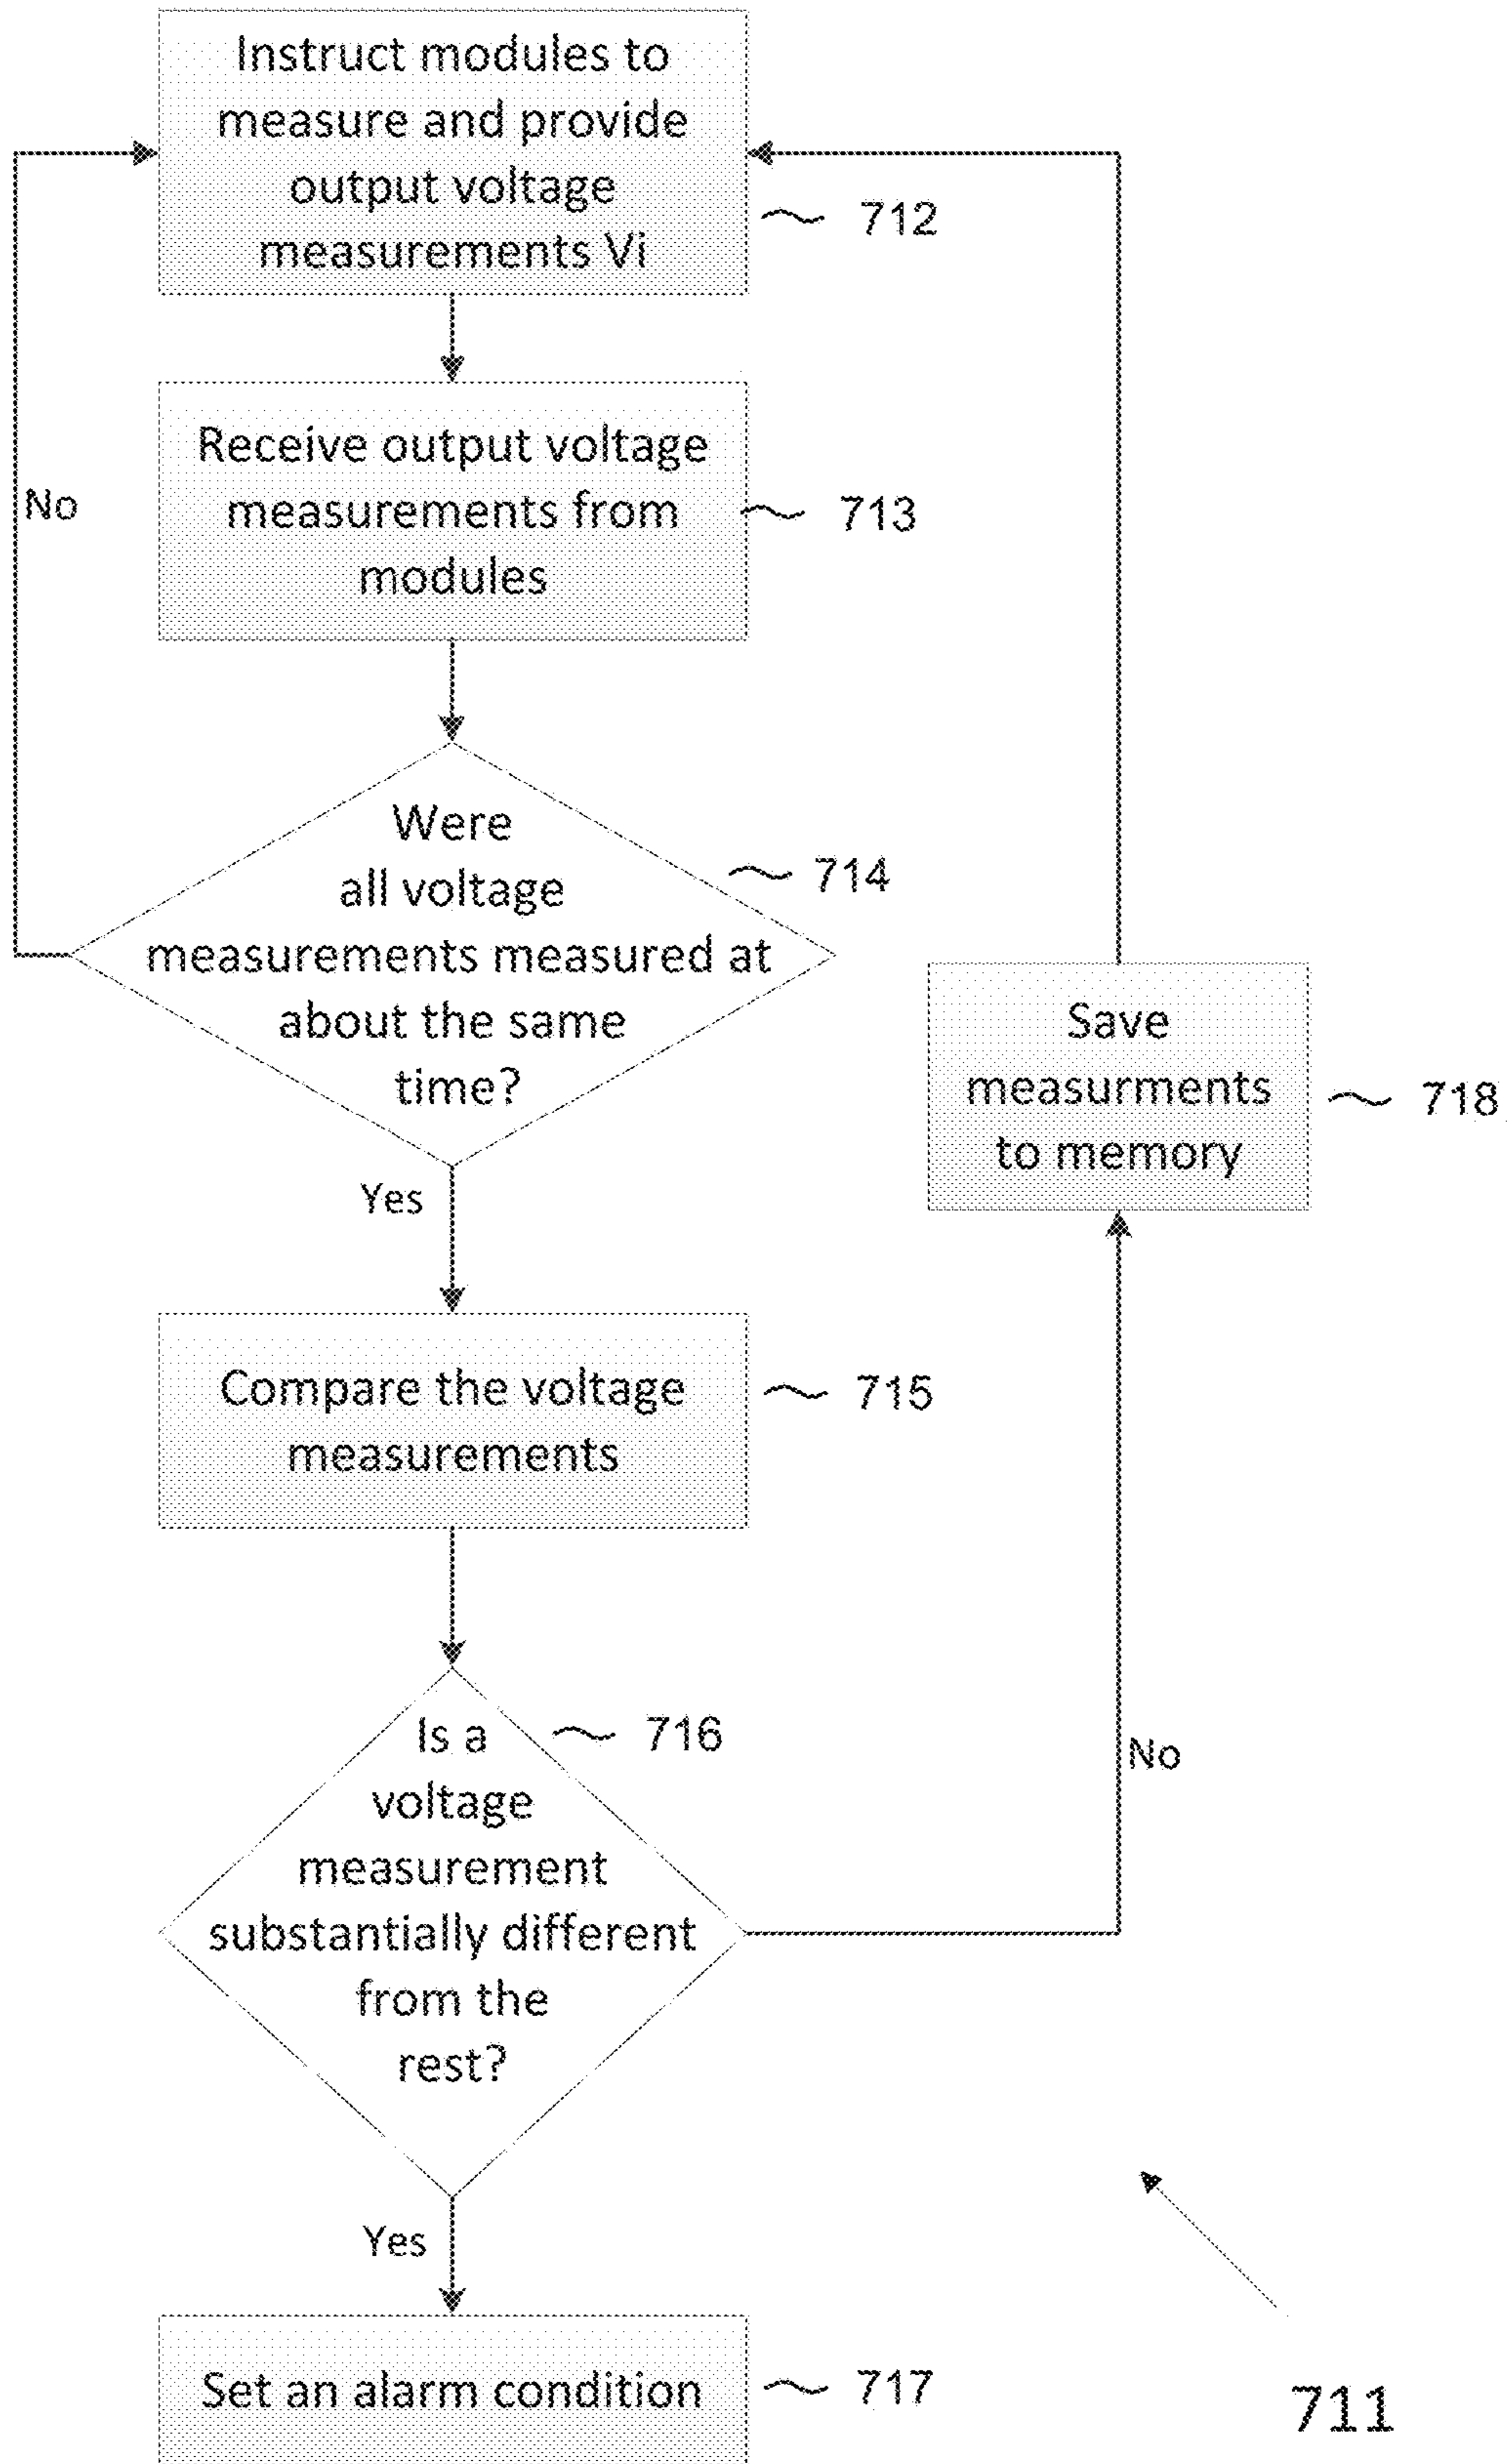 Instruct modules to
measure and provide
output voltage
measurements Vi
712
Receive output voltage
measurements from
modules
713
No
Were
all voltage
measurements measured at
about the same
time?
714
Yes
Save
measurments
to memory
718
Compare the voltage
measurements
715
Is a
voltage
measurement
substantially different
from the
rest?
716
No
Yes
Set an alarm condition
717
711